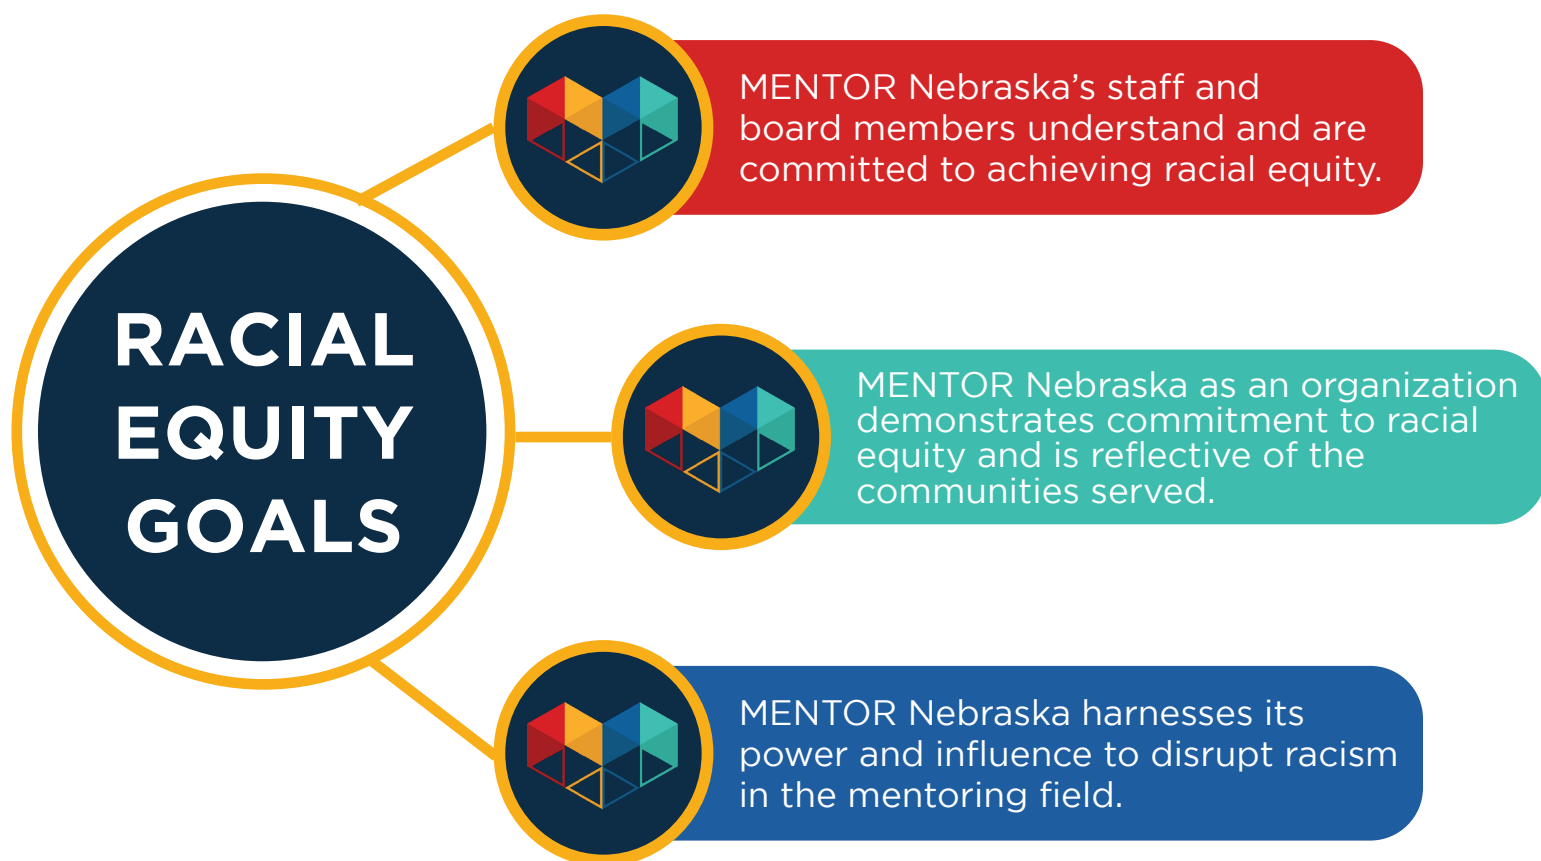 RACIAL
EQUITY
GOALS
MENTOR Nebraska’s staff and
board members understand and are
committed to achieving racial equity.
MENTOR Nebraska as an organization
demonstrates commitment to racial
equity and is reflective of the
communities served.
MENTOR Nebraska harnesses its
power and influence to disrupt racism
in the mentoring field.